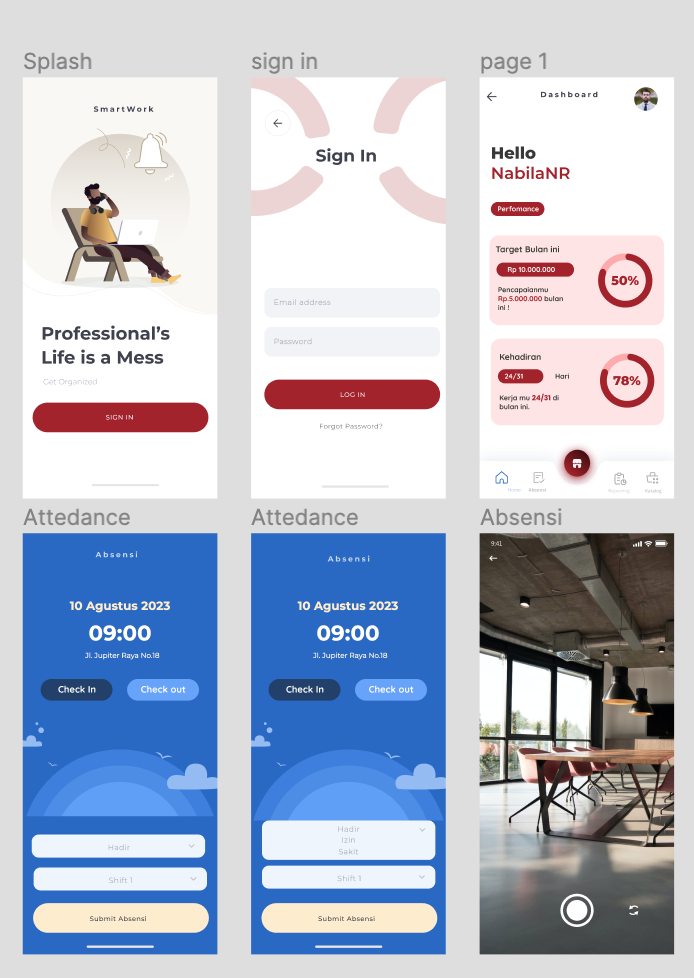 Splash
SmartWork
Professional's
Life is a Mess
Get Organized
SIGN IN
sign in
Sign In
Email address
Password
LOG IN
Forgot Password?
page 1
Dashboard
Hello
NabilaNR
Perfomance
Target Bulan ini
Rp 10.000.000
Pencapaianmu
Rp.5.000.000 bulan
ini !
50%
Kehadiran
24/31 Hari
Kerja mu 24/31 di
bulan ini.
78%
Home
Absensi
Reporting
Katalog
Attedance
Absensi
10 Agustus 2023
09:00
Jl. Jupiter Raya No.18
Check In
Check out
Hadir
Shift 1
Submit Absensi
Attedance
Absensi
10 Agustus 2023
09:00
Jl. Jupiter Raya No.18
Check In
Check out
Hadir
Izin
Sakit
Shift 1
Submit Absensi
Absensi
9:41